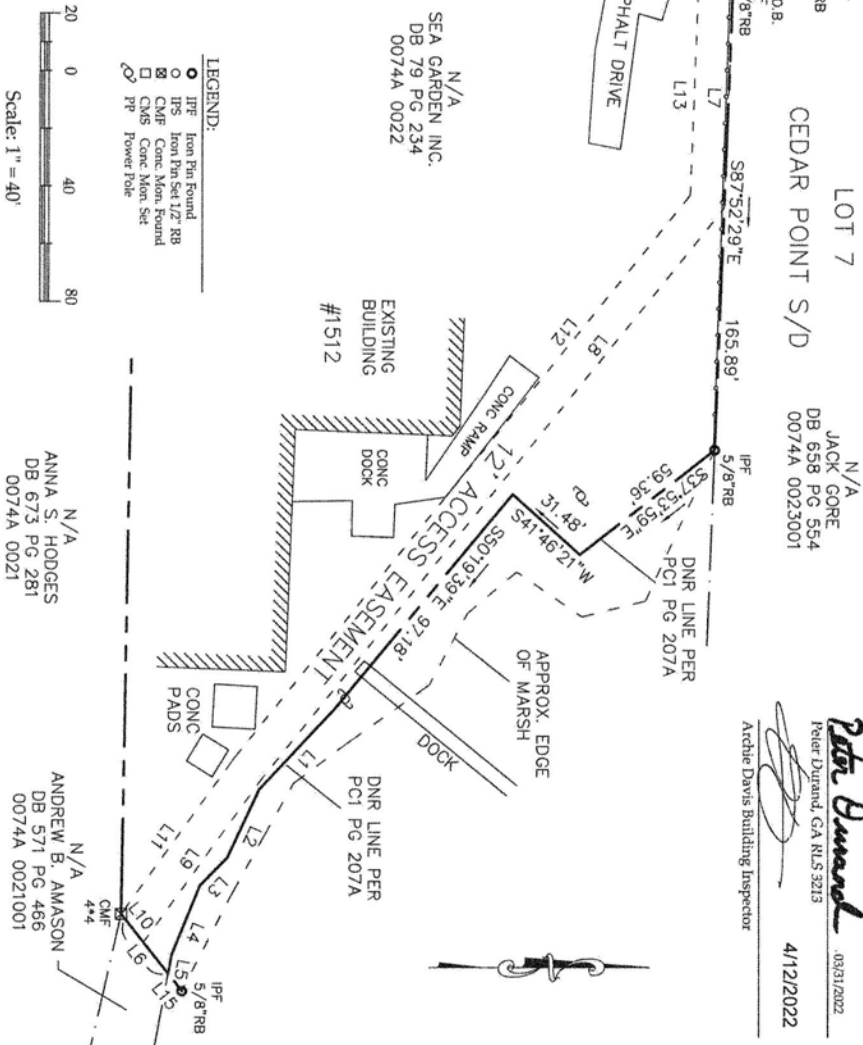 RB
5/8"RB
O.B.
LOT 7
CEDAR POINT S/D
PHALT DRIVE
L7
L13
S87°52'29"E
165.89'
N/A
JACK GORE
DB 658 PG 554
0074A 0023001
IPF
5/8"RB
S37°53'59"E
59.36'
DNR LINE PER
PC1 PG 207A
31.48'
S41°46'21"W
Peter Durand
03/31/2022
Peter Durand, GA RLS 3213
4/12/2022
Archie Davis Building Inspector
N/A
SEA GARDEN INC.
DB 79 PG 234
0074A 0022
L12
L8
EXISTING
BUILDING
#1512
CONC RAMP
CONC
DOCK
12' ACCESS EASEMENT
S50°19'39"E
97.18'
APPROX. EDGE
OF MARSH
DOCK
DNR LINE PER
PC1 PG 207A
L1
L2
L3
L4
L5
L15
IPF
5/8"RB
CONC
PADS
L11
L9
L10
L6
CMF
4*4
LEGEND:
IPF Iron Pin Found
IPS Iron Pin Set 1/2" RB
CMF Conc. Mon. Found
CMS Conc. Mon. Set
PP Power Pole
20 0 40 80
Scale: 1" = 40'
N/A
ANNA S. HODGES
DB 673 PG 281
0074A 0021
N/A
ANDREW B. AMASON
DB 571 PG 466
0074A 0021001